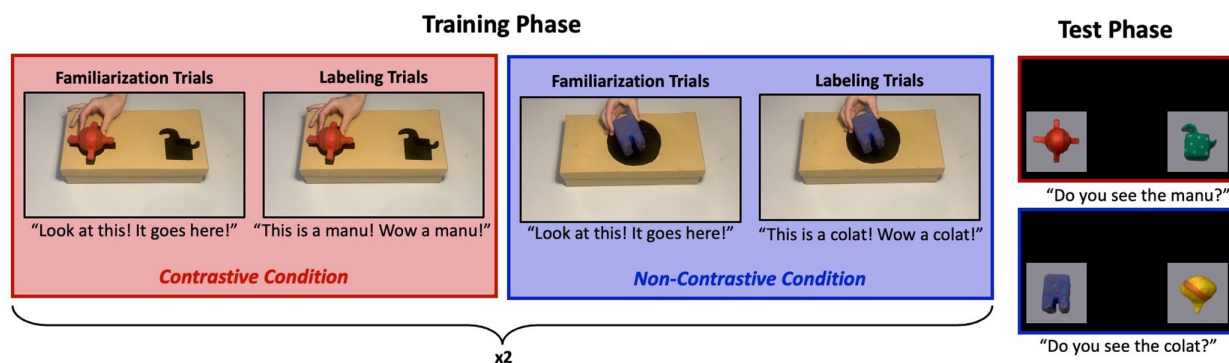 Training Phase
Familiarization Trials
Labeling Trials
“Look at this! It goes here!”
“This is a manu! Wow a manu!”
Contrastive Condition
Familiarization Trials
Labeling Trials
“Look at this! It goes here!”
“This is a colat! Wow a colat!”
Non-Contrastive Condition
x2
Test Phase
“Do you see the manu?”
“Do you see the colat?”